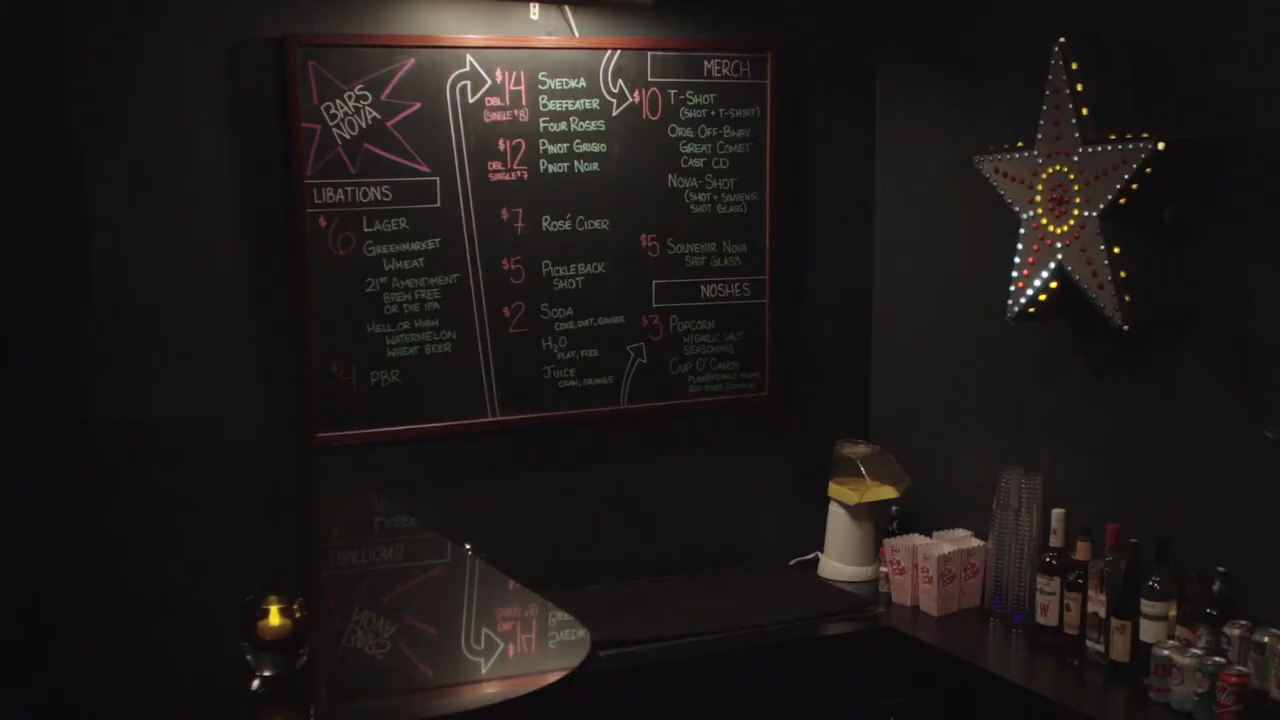 BARS
NOVA
LIBATIONS
$6 LAGER
GREENMARKET
WHEAT
21ST AMENDMENT
BREW FREE
OR DIE IPA
HELL OR HIGH
WATERMELON
WHEAT BEER
$4 PBR
$14 SVEDKA
DBL BEEFEATER
(SINGLE $8)
FOUR ROSES
$12 PINOT GRIGIO
DBL PINOT NOIR
SINGLE $7
$7 ROSÉ CIDER
$5 PICKLEBACK
SHOT
$2 SODA
COKE, DIET, GINGER
H2O
FLAT, FIZZ
JUICE
CRAN, ORANGE
MERCH
$10 T-SHOT
(SHOT + T-SHIRT)
ORIG. OFF-BWAY
GREAT COMET
CAST CD
NOVA-SHOT
(SHOT + SOUVENIR
SHOT GLASS)
$5 SOUVENIR NOVA
SHOT GLASS
NOSHES
$3 POPCORN
W/GARLIC SALT
SEASONING
CUP O' CANDY